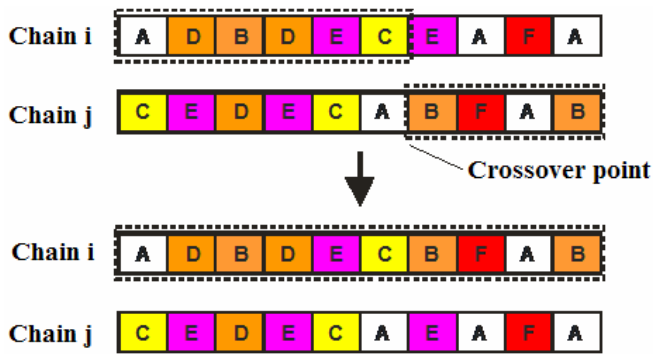 Chain i A D B D E C E A F A
Chain j C E D E C A B F A B
Crossover point
Chain i A D B D E C B F A B
Chain j C E D E C A E A F A